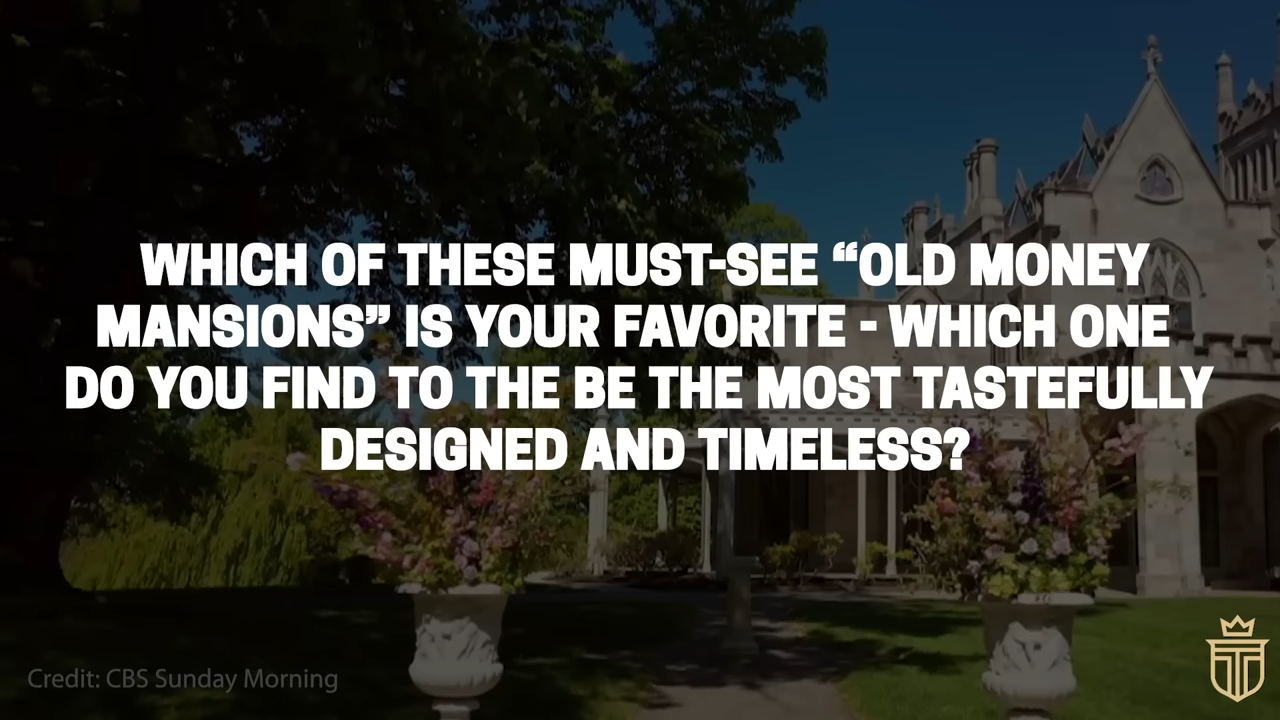 WHICH OF THESE MUST-SEE “OLD MONEY
MANSIONS” IS YOUR FAVORITE - WHICH ONE
DO YOU FIND TO THE BE THE MOST TASTEFULLY
DESIGNED AND TIMELESS?
Credit: CBS Sunday Morning